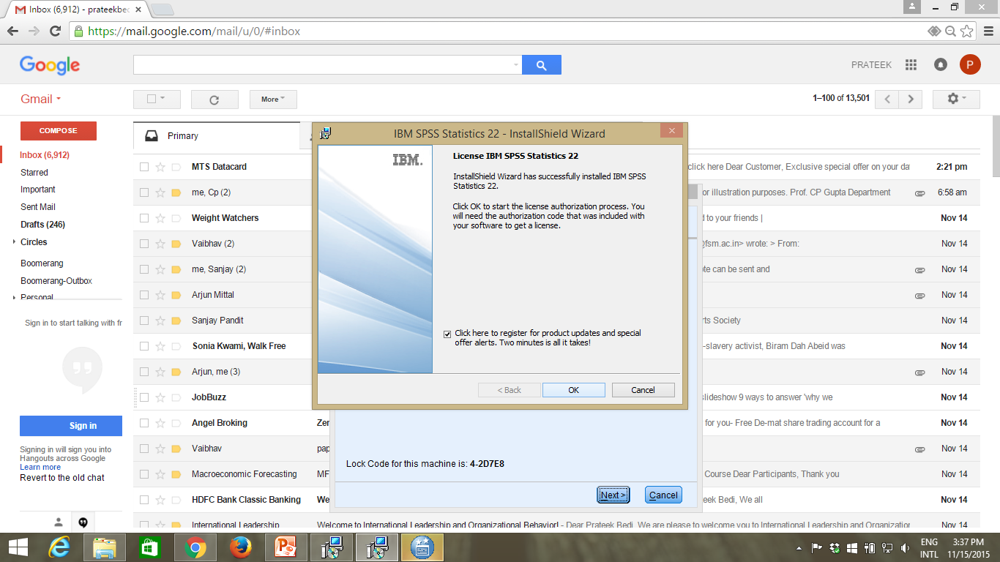 Inbox (6,912) - prateekbec
https://mail.google.com/mail/u/0/#inbox
Google
PRATEEK
P
Gmail
More
1–100 of 13,501
COMPOSE
Primary
Inbox (6,912)
Starred
Important
Sent Mail
Drafts (246)
Circles
Boomerang
Boomerang-Outbox
Personal
Sign in to start talking with fr
Sign in
Signing in will sign you into
Hangouts across Google
Learn more
Revert to the old chat
MTS Datacard click here Dear Customer, Exclusive special offer on your dat 2:21 pm
me, Cp (2) or illustration purposes. Prof. CP Gupta Department 6:58 am
Weight Watchers d to your friends | Nov 14
Vaibhav (2) @fsm.ac.in> wrote: > From: Nov 14
me, Sanjay (2) ote can be sent and Nov 14
Arjun Mittal Nov 14
Sanjay Pandit rts Society Nov 14
Sonia Kwami, Walk Free -slavery activist, Biram Dah Abeid was Nov 14
Arjun, me (3) Nov 14
JobBuzz slideshow 9 ways to answer 'why we Nov 14
Angel Broking Zer for you- Free De-mat share trading account for a Nov 14
Vaibhav pap Nov 14
Macroeconomic Forecasting MF Course Dear Participants, Thank you Nov 14
HDFC Bank Classic Banking We eek Bedi, We all Nov 14
International Leadership Welcome to International Leadership and Organizational Behavior! - Dear Prateek Bedi, We are please to welcome you to International Leadership and Organization Nov 14
IBM SPSS Statistics 22 - InstallShield Wizard
IBM.
License IBM SPSS Statistics 22
InstallShield Wizard has successfully installed IBM SPSS
Statistics 22.
Click OK to start the license authorization process. You
will need the authorization code that was included with
your software to get a license.
Click here to register for product updates and special
offer alerts. Two minutes is all it takes!
< Back OK Cancel
Lock Code for this machine is: 4-2D7E8
Next > Cancel
ENG 3:37 PM
INTL 11/15/2015